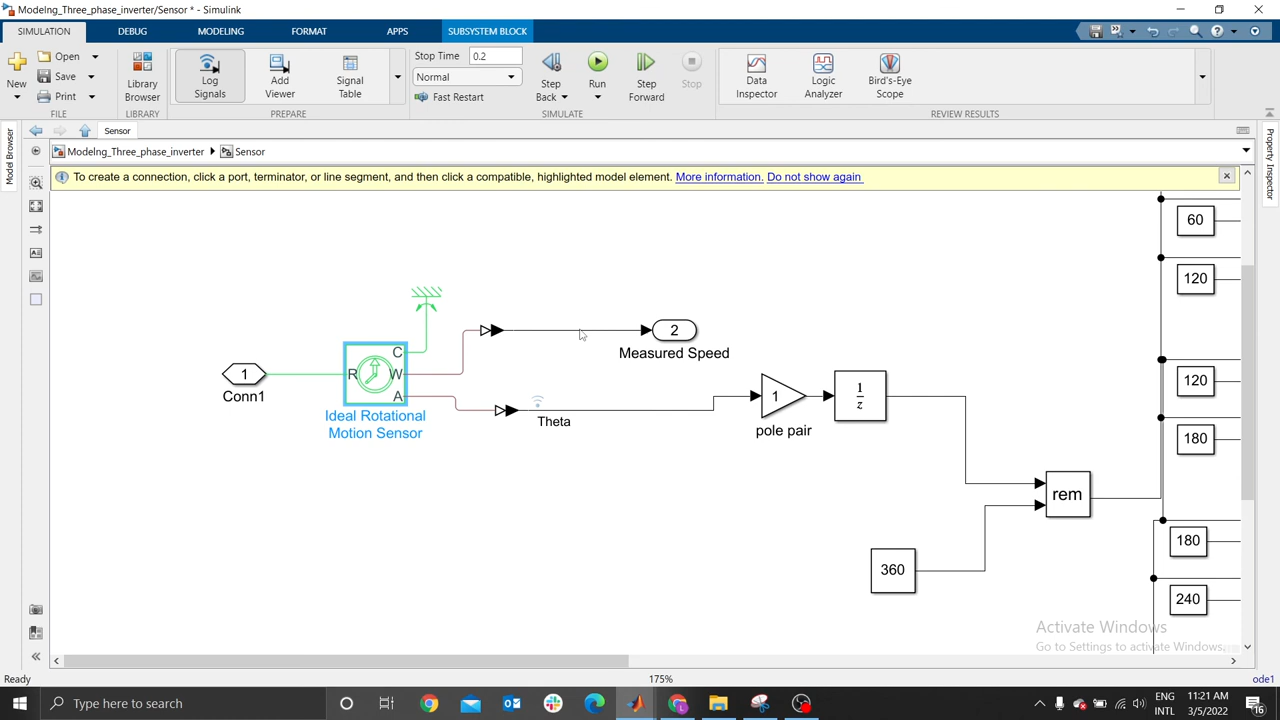 Modelng_Three_phase_inverter/Sensor * - Simulink
SIMULATION DEBUG MODELING FORMAT APPS SUBSYSTEM BLOCK
New
Open
Save
Print
FILE
Library
Browser
LIBRARY
Log
Signals
Add
Viewer
Signal
Table
PREPARE
Stop Time 0.2
Normal
Fast Restart
Step
Back
Run
Step
Forward
Stop
SIMULATE
Data
Inspector
Logic
Analyzer
Bird's-Eye
Scope
REVIEW RESULTS
Model Browser
Sensor
Property Inspector
Modelng_Three_phase_inverter Sensor
To create a connection, click a port, terminator, or line segment, and then click a compatible, highlighted model element. More information. Do not show again
60
120
120
180
180
240
1
Conn1
R
C
W
A
Ideal Rotational
Motion Sensor
2
Measured Speed
Theta
1
pole pair
1
z
rem
360
Activate Windows
Go to Settings to activate Windows.
Ready
175%
ode1
Type here to search
ENG
INTL
11:21 AM
3/5/2022
16